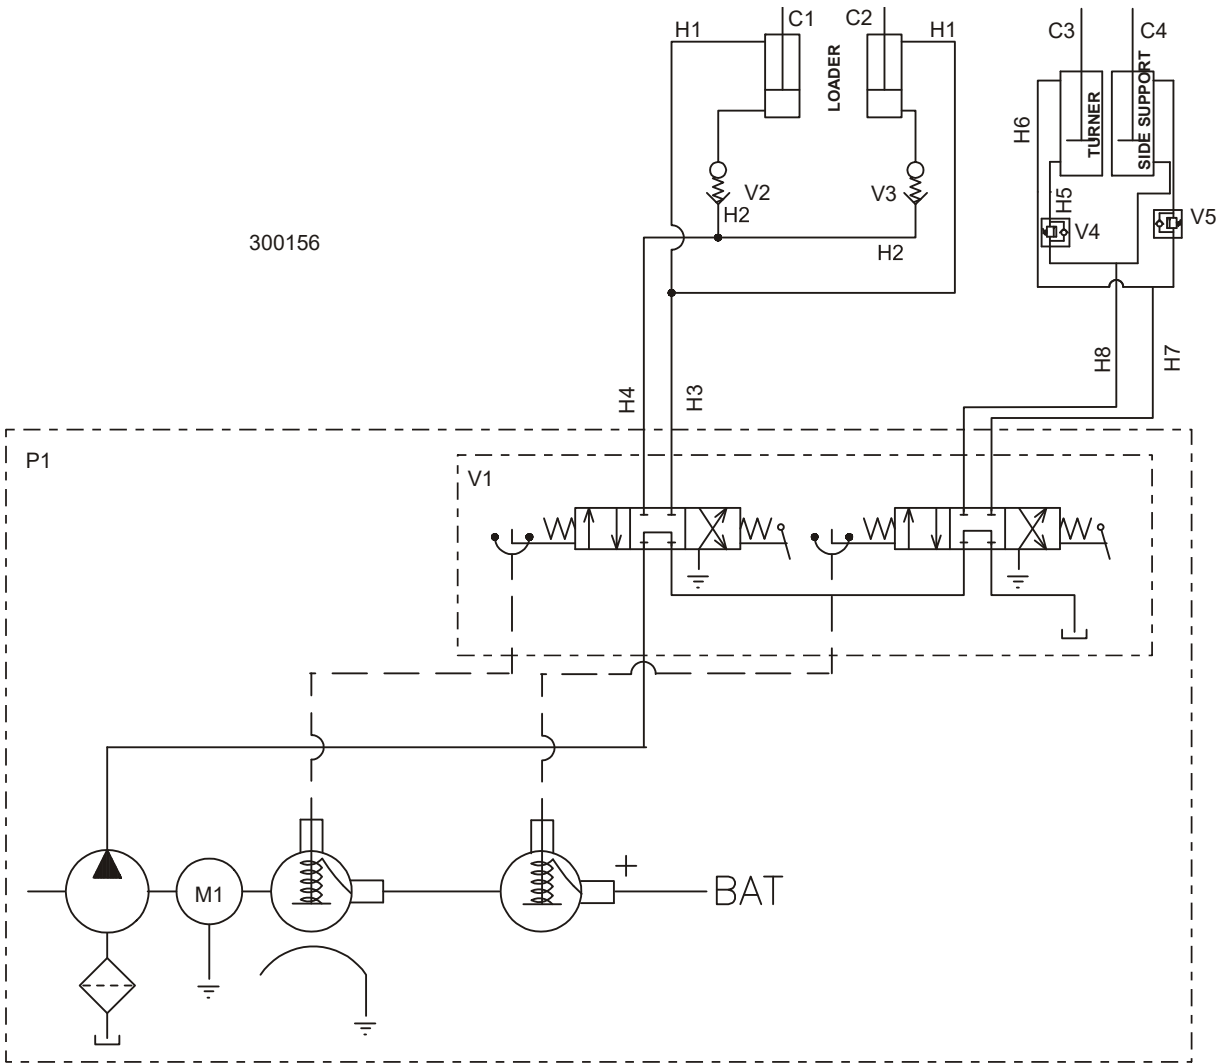 H1
C1
C2
H1
C3
C4
LOADER
TURNER
SIDE SUPPORT
H6
V2
V3
H5
H2
V4
V5
300156
H2
H8
H7
H4
H3
P1
V1
+
BAT
M1